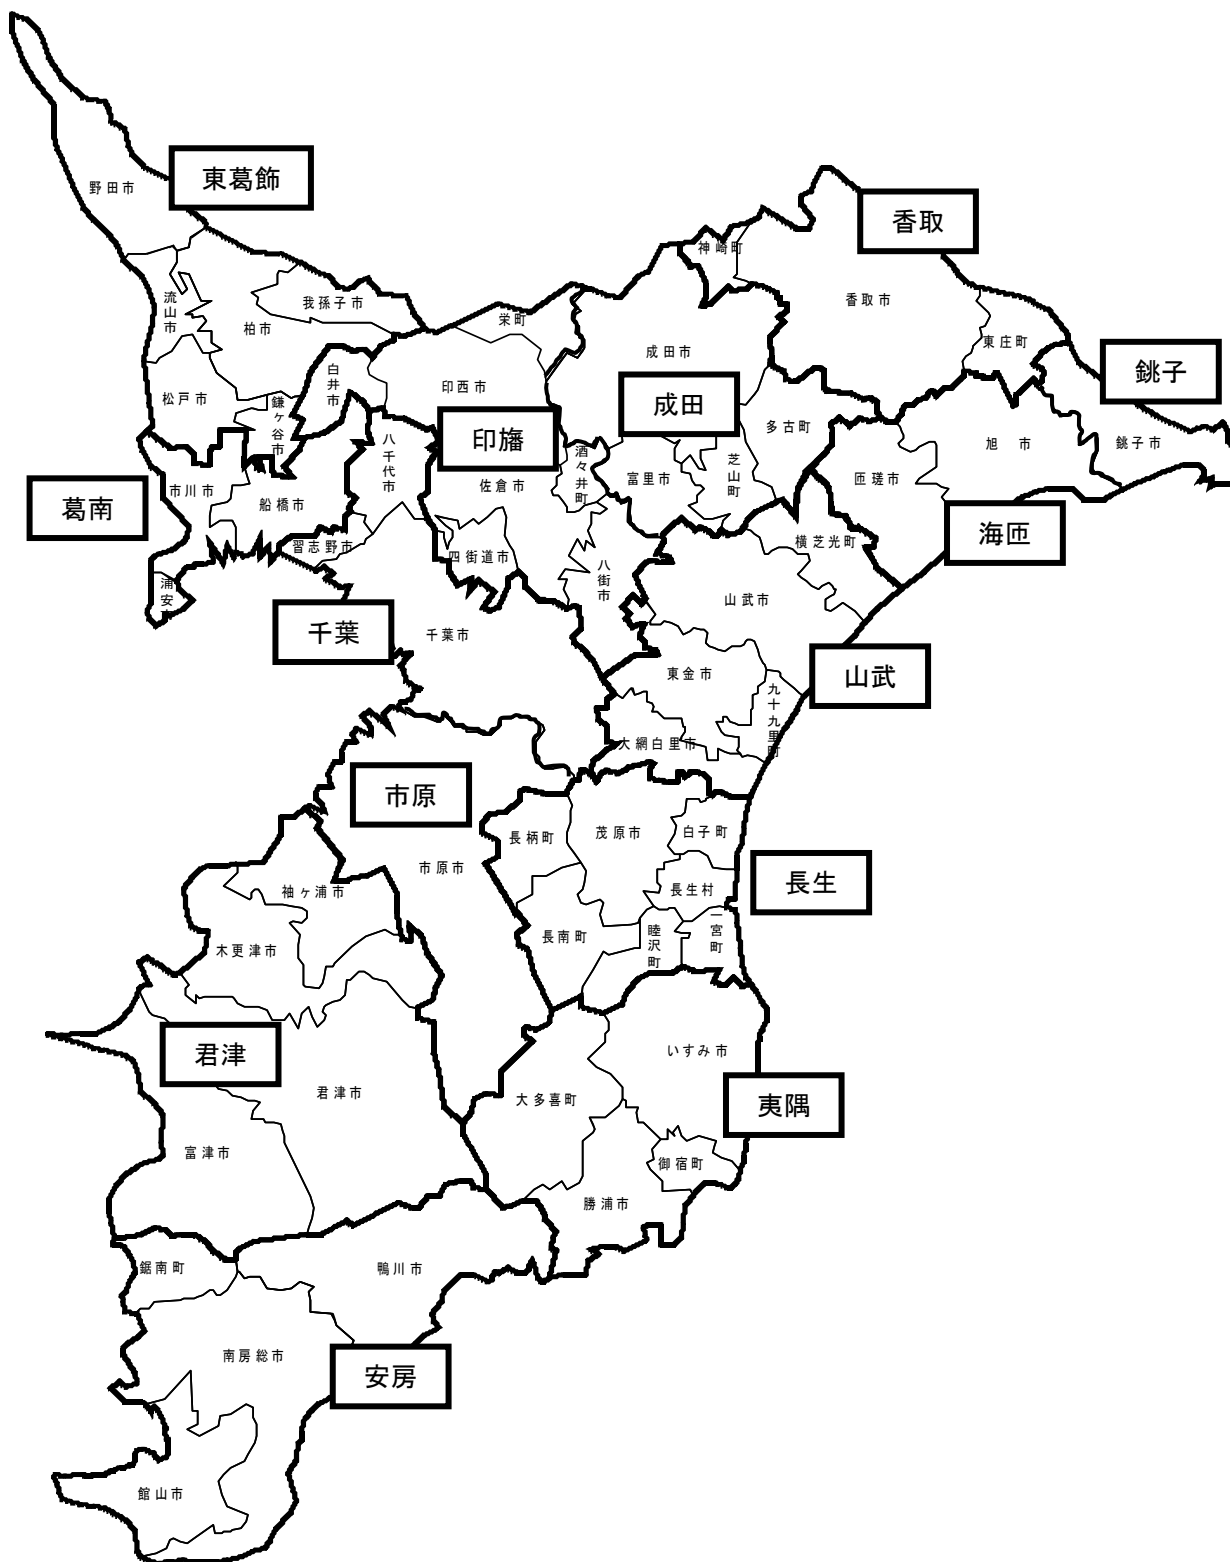 野田市
東葛飾
香取
神崎町
流山市
柏市
我孫子市
栄町
香取市
東庄町
銚子
成田市
松戸市
鎌ヶ谷市
白井市
印西市
成田
多古町
旭市
銚子市
印旛
八千代市
酒々井町
富里市
芝山町
匝瑳市
葛南
市川市
船橋市
佐倉市
海匝
習志野市
四街道市
八街市
横芝光町
浦安
山武市
千葉
千葉市
東金市
山武
九十九里町
大網白里市
市原
市原市
長柄町
茂原市
白子町
長生
長生村
袖ヶ浦市
木更津市
長南町
睦沢町
一宮町
君津
いすみ市
君津市
大多喜町
夷隅
富津市
御宿町
勝浦市
鋸南町
鴨川市
南房総市
安房
館山市